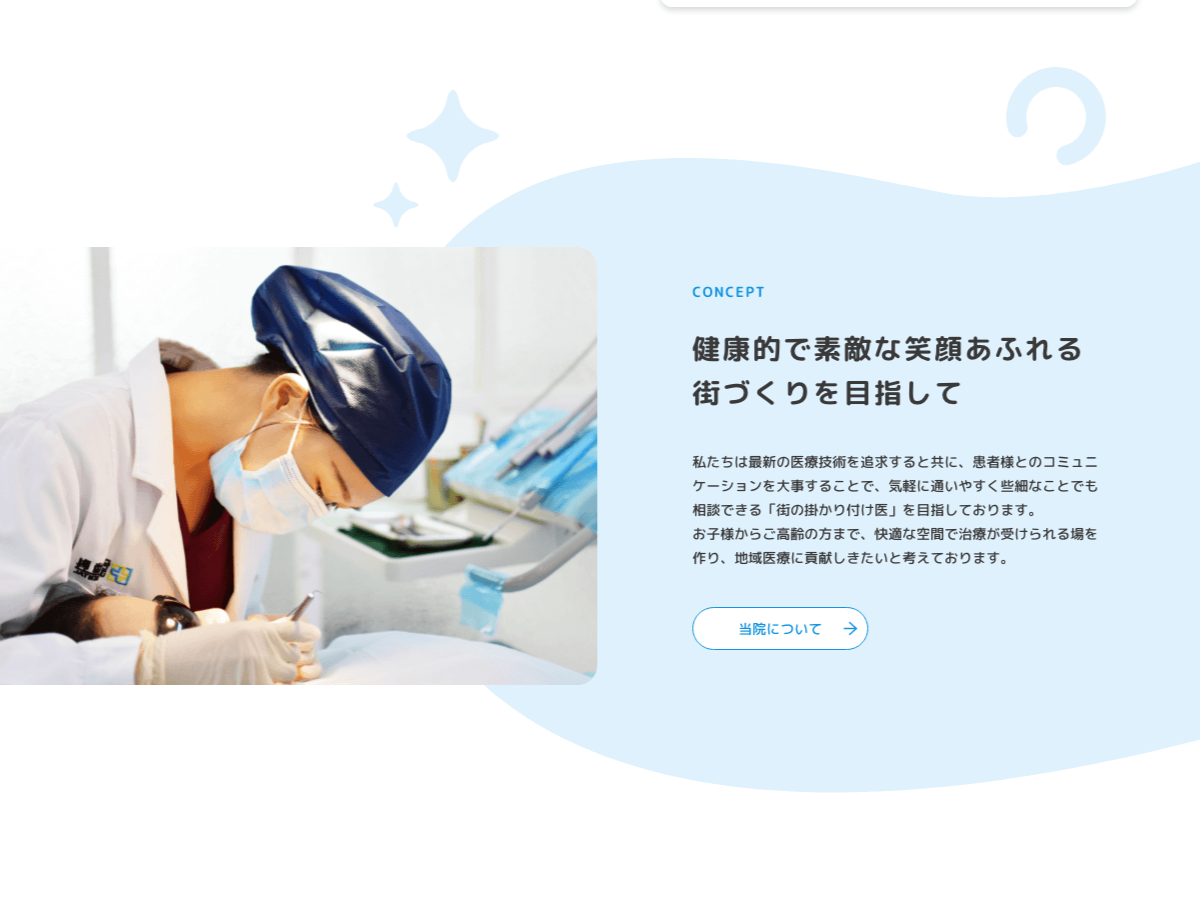 CONCEPT
健康的で素敵な笑顔あふれる
街づくりを目指して
私たちは最新の医療技術を追求すると共に、患者様とのコミュニ
ケーションを大事することで、気軽に通いやすく些細なことでも
相談できる「街の掛かり付け医」を目指しております。
お子様からご高齢の方まで、快適な空間で治療が受けられる場を
作り、地域医療に貢献しきたいと考えております。
当院について